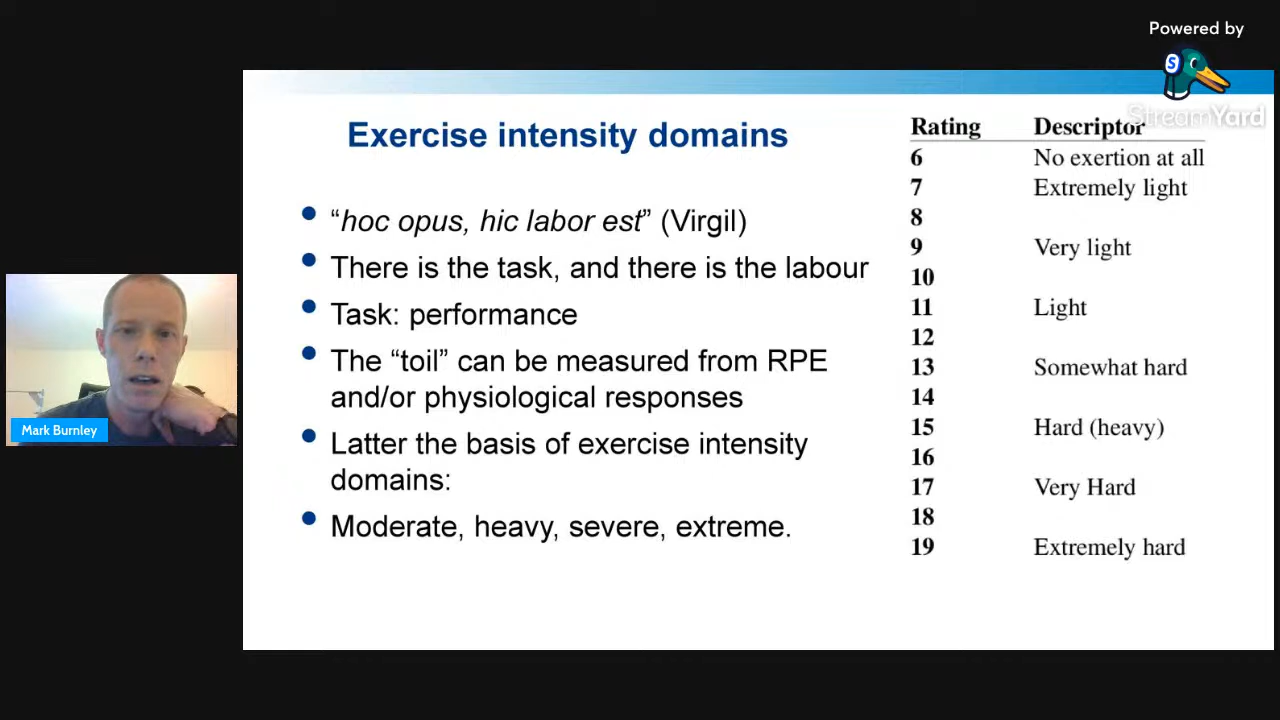 Powered by
S
StreamYard
Exercise intensity domains
“hoc opus, hic labor est” (Virgil)
There is the task, and there is the labour
Task: performance
The “toil” can be measured from RPE
and/or physiological responses
Latter the basis of exercise intensity
domains:
Moderate, heavy, severe, extreme.
Rating Descriptor
6 No exertion at all
7 Extremely light
8
9 Very light
10
11 Light
12
13 Somewhat hard
14
15 Hard (heavy)
16
17 Very Hard
18
19 Extremely hard
Mark Burnley